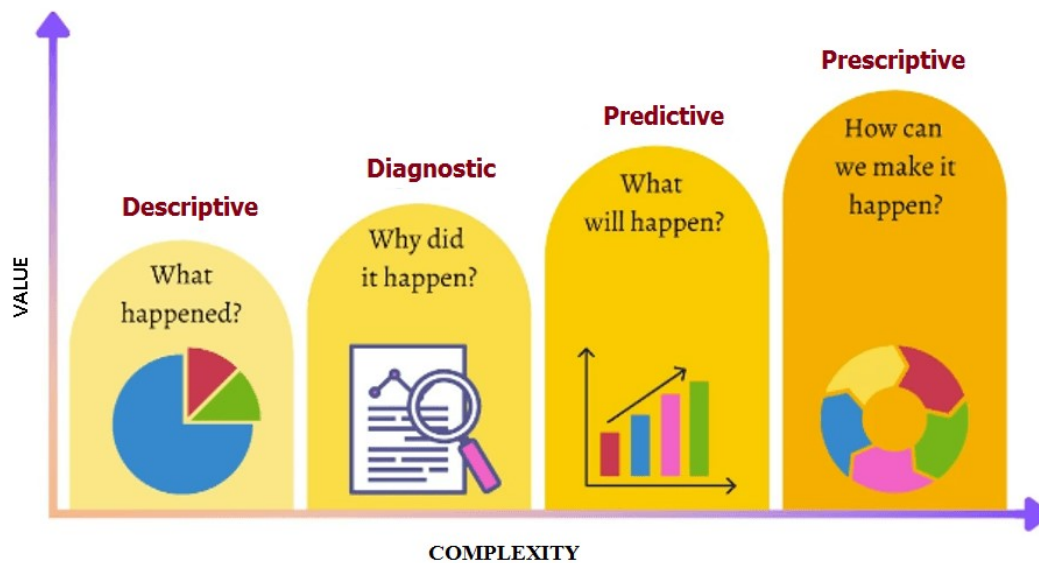 Prescriptive
Predictive
Diagnostic
Descriptive
How can
we make it
happen?
What
will happen?
Why did
it happen?
What
happened?
VALUE
COMPLEXITY